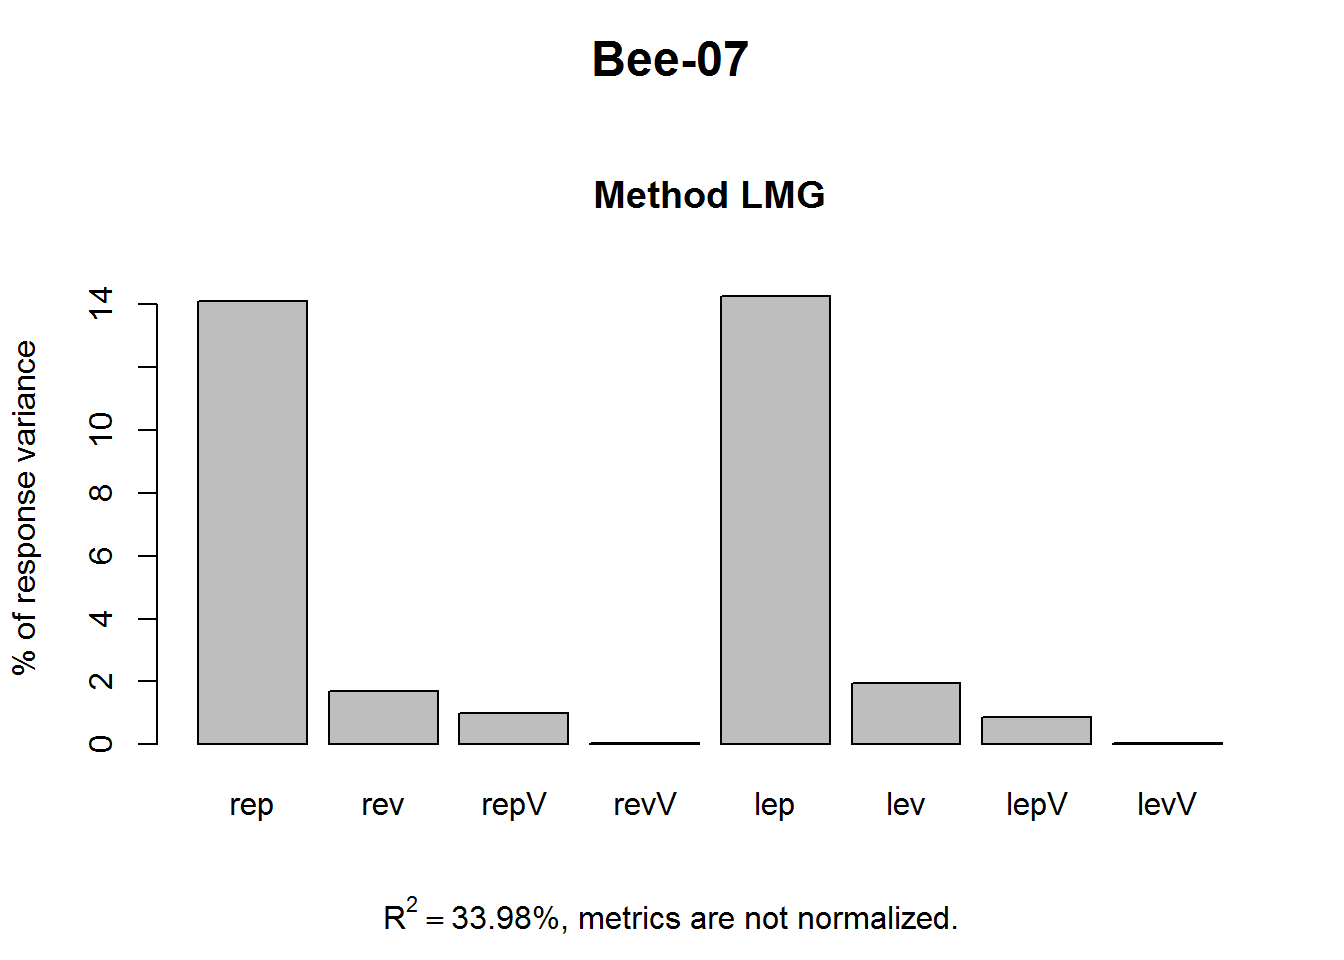 Bee-07
Method LMG
% of response variance
14
10
8
6
4
2
0
rep rev repV revV lep lev lepV levV
R² = 33.98%, metrics are not normalized.